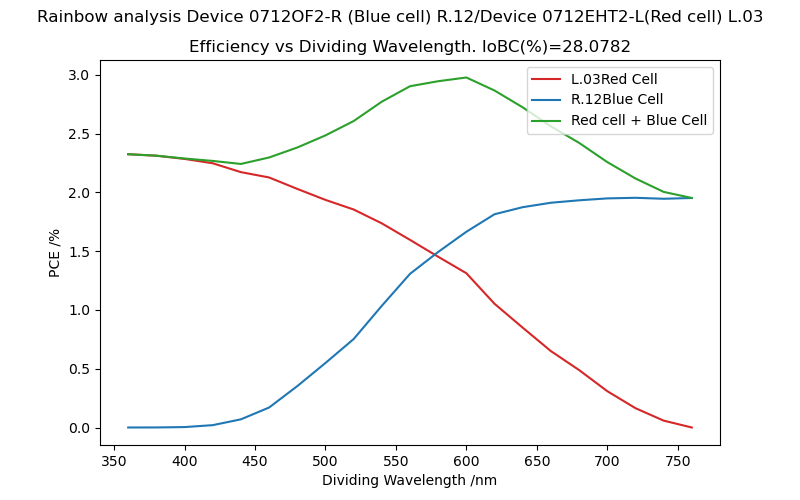 Rainbow analysis Device 0712OF2-R (Blue cell) R.12/Device 0712EHT2-L(Red cell) L.03
Efficiency vs Dividing Wavelength. IoBC(%)=28.0782
L.03Red Cell
R.12Blue Cell
Red cell + Blue Cell
PCE /%
3.0
2.5
2.0
1.5
1.0
0.5
0.0
350 400 450 500 550 600 650 700 750
Dividing Wavelength /nm